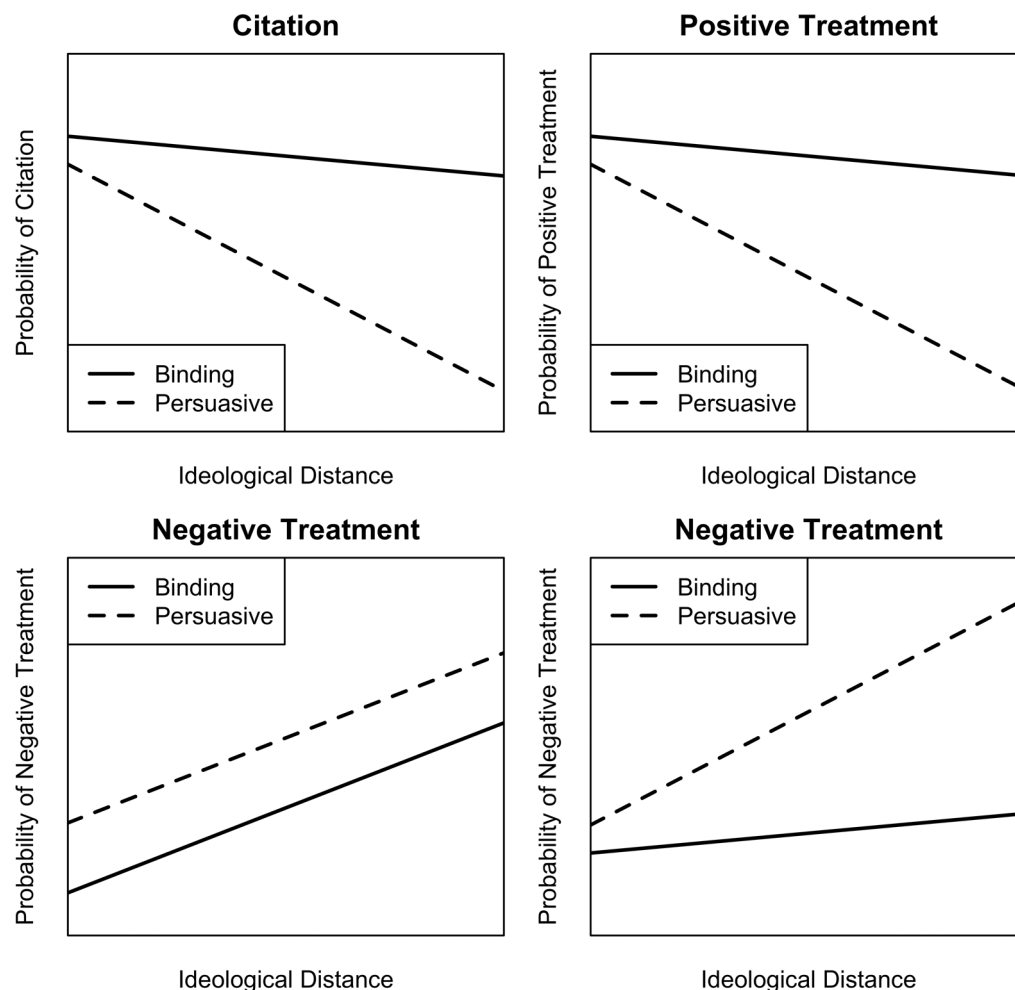 Citation
Probability of Citation
Binding
Persuasive
Ideological Distance
Positive Treatment
Probability of Positive Treatment
Binding
Persuasive
Ideological Distance
Negative Treatment
Probability of Negative Treatment
Binding
Persuasive
Ideological Distance
Negative Treatment
Probability of Negative Treatment
Binding
Persuasive
Ideological Distance